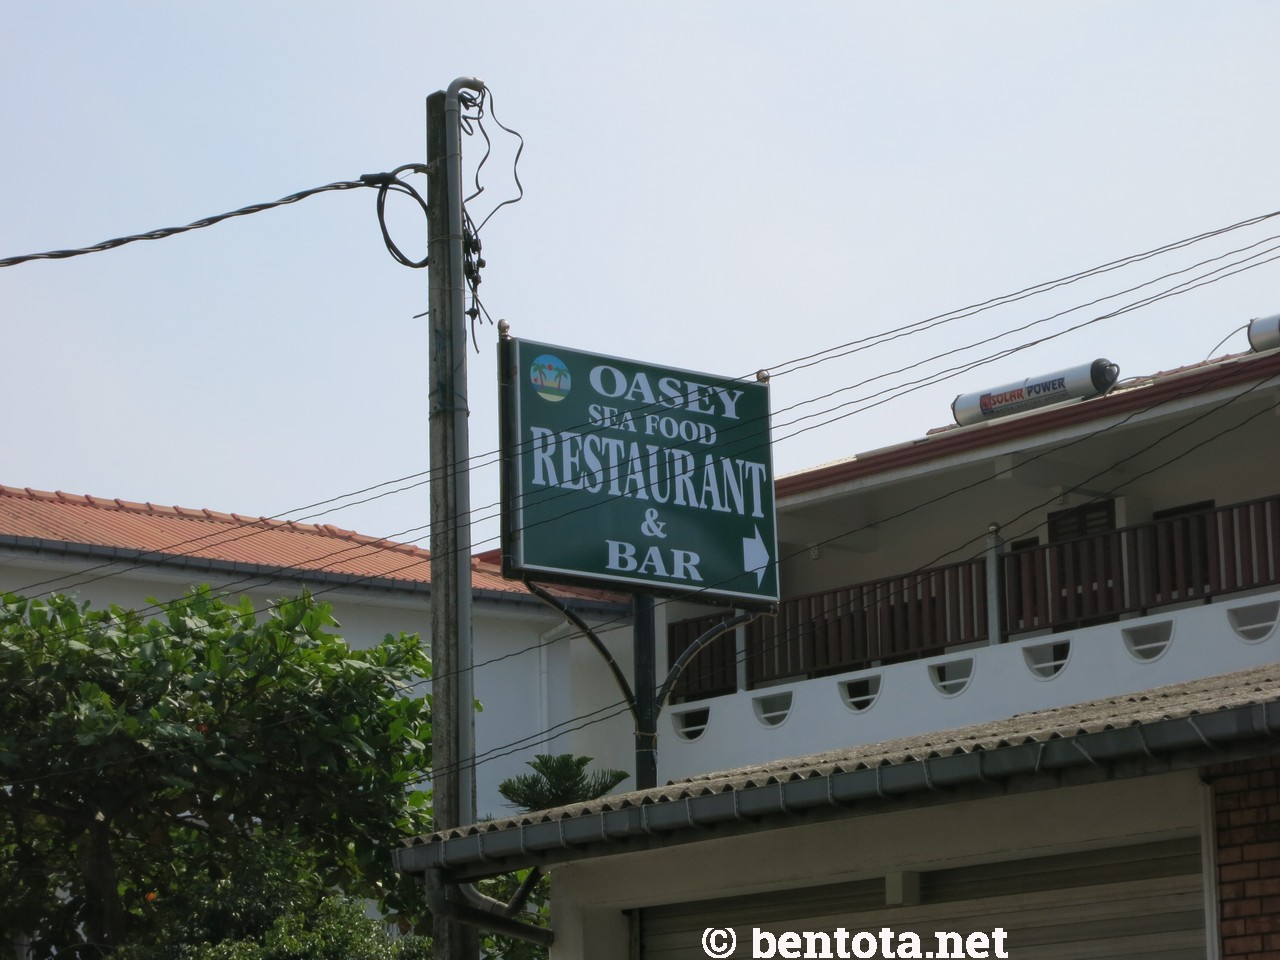 OASEY
SEA FOOD
RESTAURANT
&
BAR
SOLAR POWER
© bentota.net